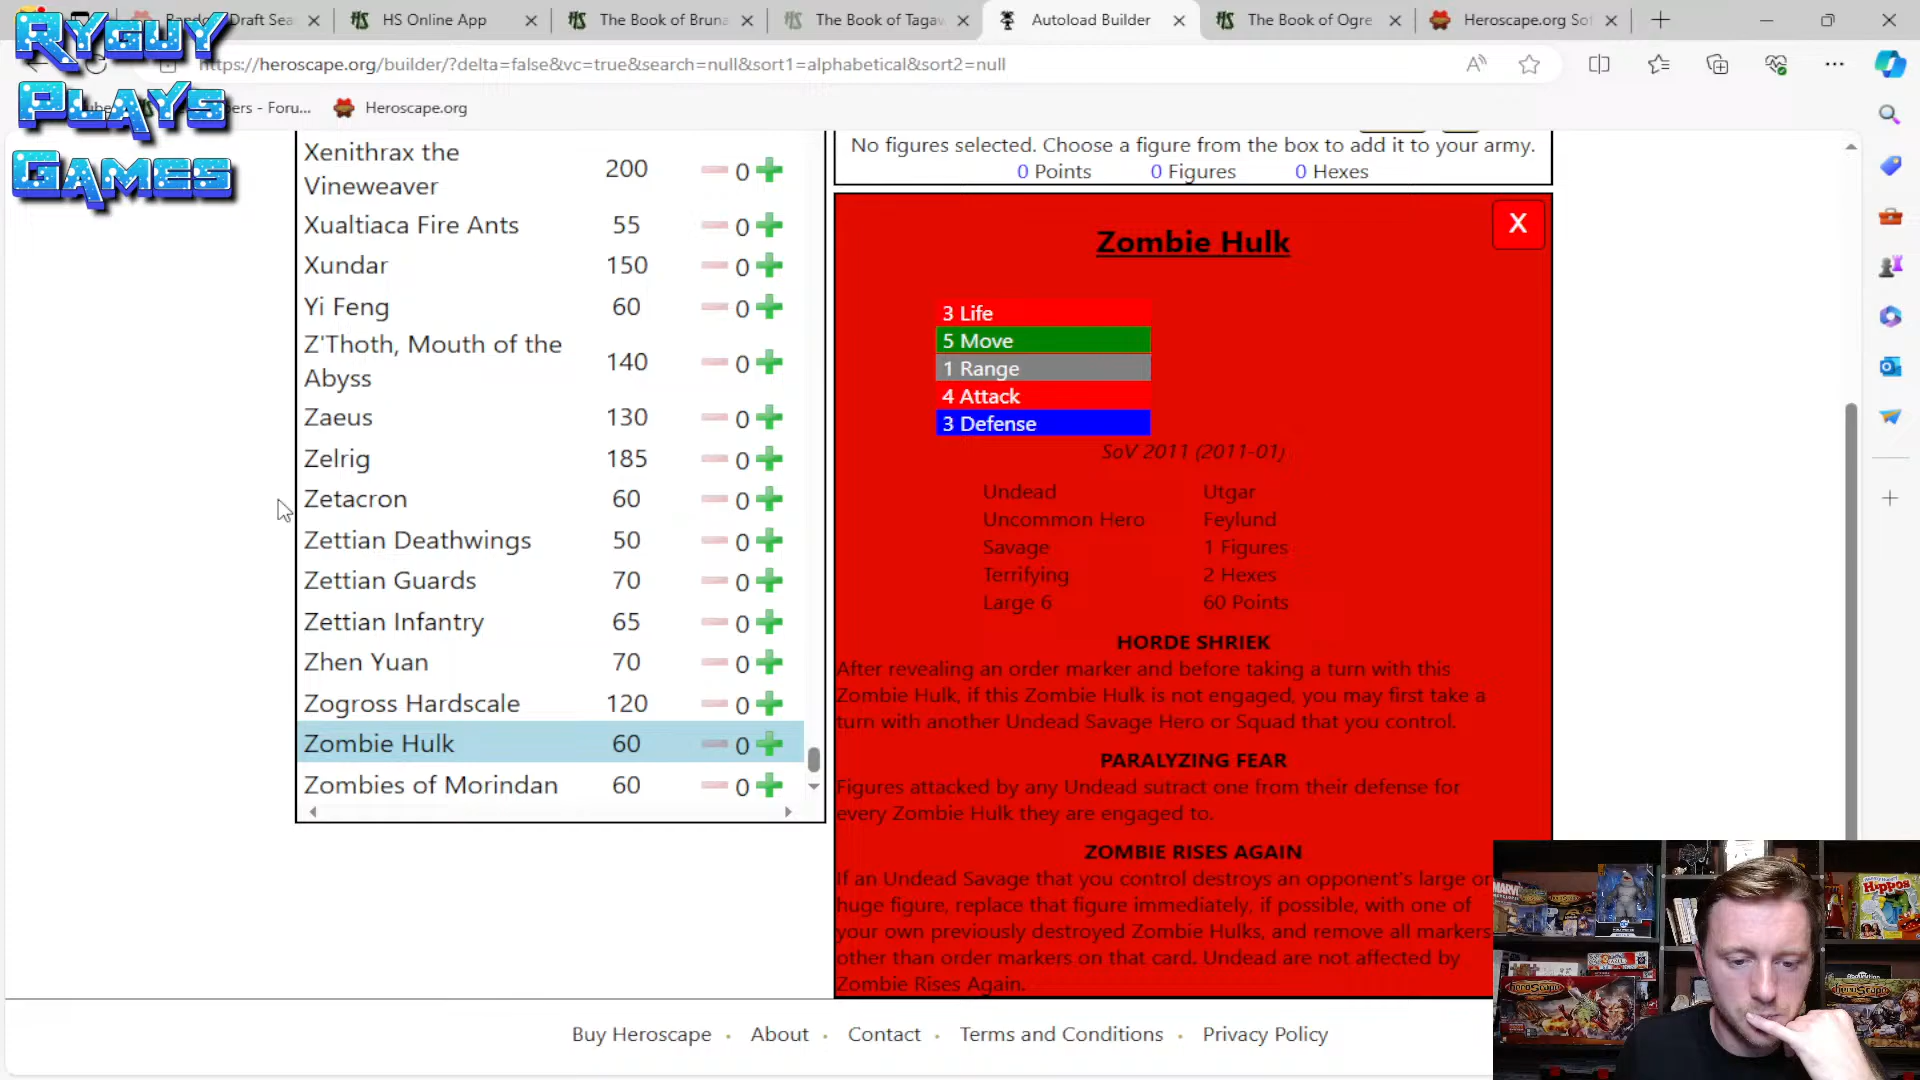 Rando Draft Sea
HS Online App
The Book of Bruna
The Book of Tagaw
Autoload Builder
The Book of Ogre
Heroscape.org So
RYGUY
PLAYS
GAMES
https://heroscape.org/builder/?delta=false&vc=true&search=null&sort1=alphabetical&sort2=null
ers - Foru...
Heroscape.org
Xenithrax the
Vineweaver
200
0
Xualtiaca Fire Ants 55 0
Xundar 150 0
Yi Feng 60 0
Z'Thoth, Mouth of the
Abyss
140
0
Zaeus 130 0
Zelrig 185 0
Zetacron 60 0
Zettian Deathwings 50 0
Zettian Guards 70 0
Zettian Infantry 65 0
Zhen Yuan 70 0
Zogross Hardscale 120 0
Zombie Hulk 60 0
Zombies of Morindan 60 0
No figures selected. Choose a figure from the box to add it to your army.
0 Points 0 Figures 0 Hexes
X
Zombie Hulk
3 Life
5 Move
1 Range
4 Attack
3 Defense
SoV 2011 (2011-01)
Undead Utgar
Uncommon Hero Feylund
Savage 1 Figures
Terrifying 2 Hexes
Large 6 60 Points
HORDE SHRIEK
After revealing an order marker and before taking a turn with this
Zombie Hulk, if this Zombie Hulk is not engaged, you may first take a
turn with another Undead Savage Hero or Squad that you control.
PARALYZING FEAR
Figures attacked by any Undead sutract one from their defense for
every Zombie Hulk they are engaged to.
ZOMBIE RISES AGAIN
If an Undead Savage that you control destroys an opponent's large or
huge figure, replace that figure immediately, if possible, with one of
your own previously destroyed Zombie Hulks, and remove all markers
other than order markers on that card. Undead are not affected by
Zombie Rises Again.
Buy Heroscape · About · Contact · Terms and Conditions · Privacy Policy
MARVEL
Hippos
heroScape
heroScape